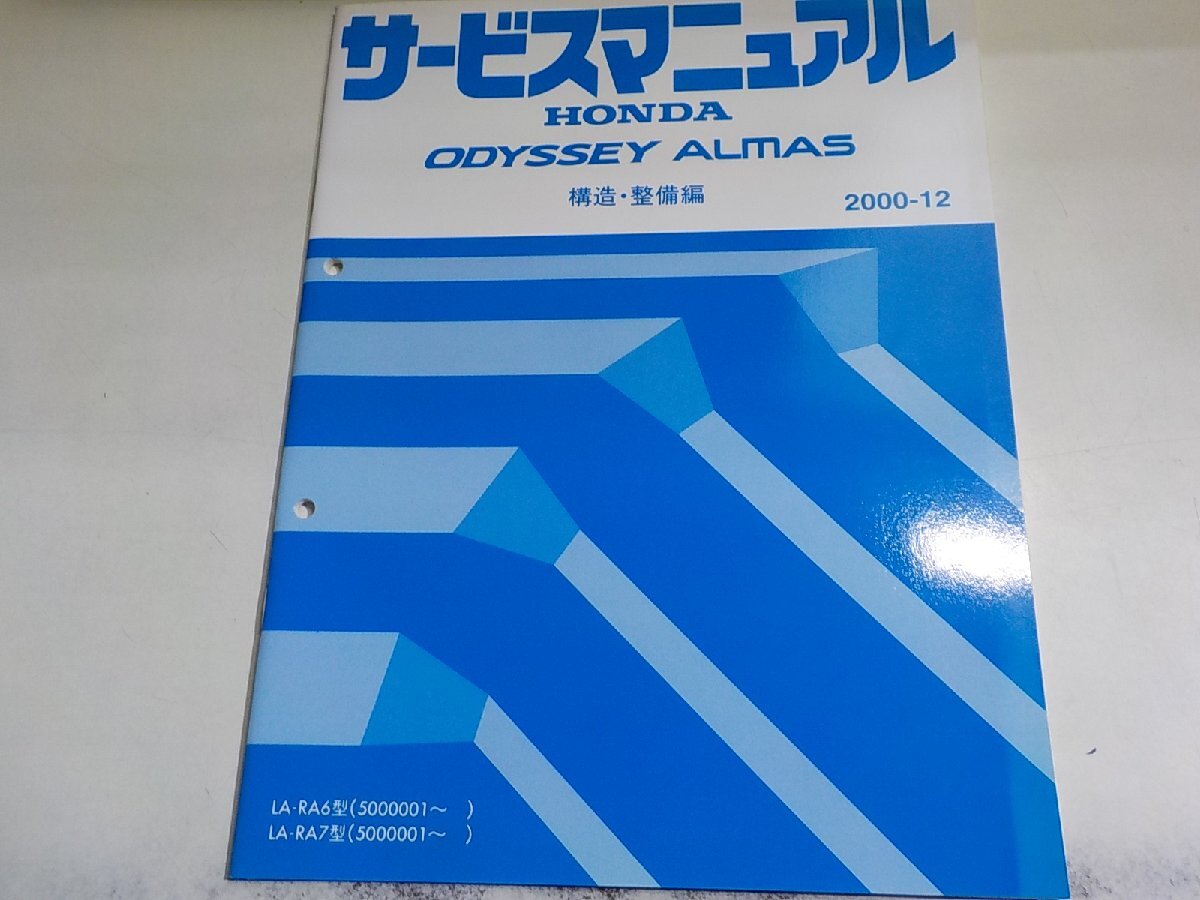 サービスマニュアル
HONDA
ODYSSEY ALMAS
構造・整備編
2000-12
LA-RA6型(5000001～ )
LA-RA7型(5000001～ )